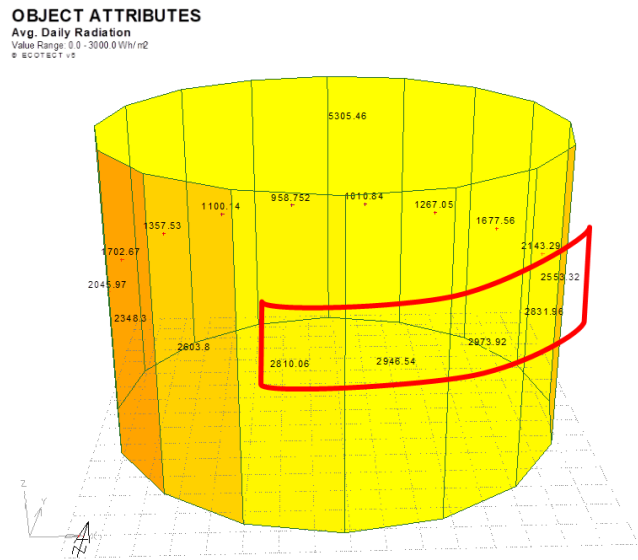 OBJECT ATTRIBUTES
Avg. Daily Radiation
Value Range: 0.0 - 3000.0 Wh/m2
© ECOTECT v5
5305.46
958.752
1010.84
1100.14
1267.05
1357.53
1677.56
1702.67
2143.29
2045.97
2553.32
2348.3
2831.96
2603.8
2973.92
2810.06
2946.54
Z
Y
X
N